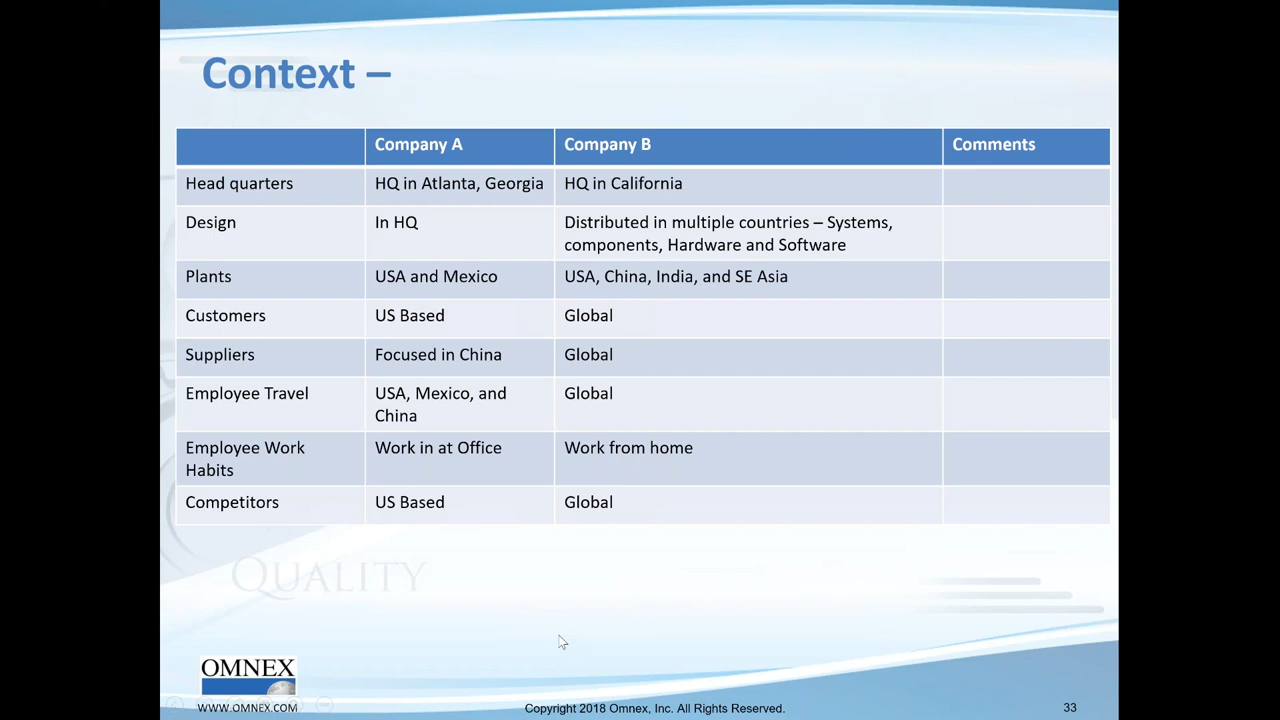 Context –
Company A Company B Comments
Head quarters HQ in Atlanta, Georgia HQ in California
Design In HQ Distributed in multiple countries – Systems,
components, Hardware and Software
Plants USA and Mexico USA, China, India, and SE Asia
Customers US Based Global
Suppliers Focused in China Global
Employee Travel USA, Mexico, and Global
China
Employee Work Work in at Office Work from home
Habits
Competitors US Based Global
QUALITY
OMNEX
WWW.OMNEX.COM Copyright 2018 Omnex, Inc. All Rights Reserved. 33